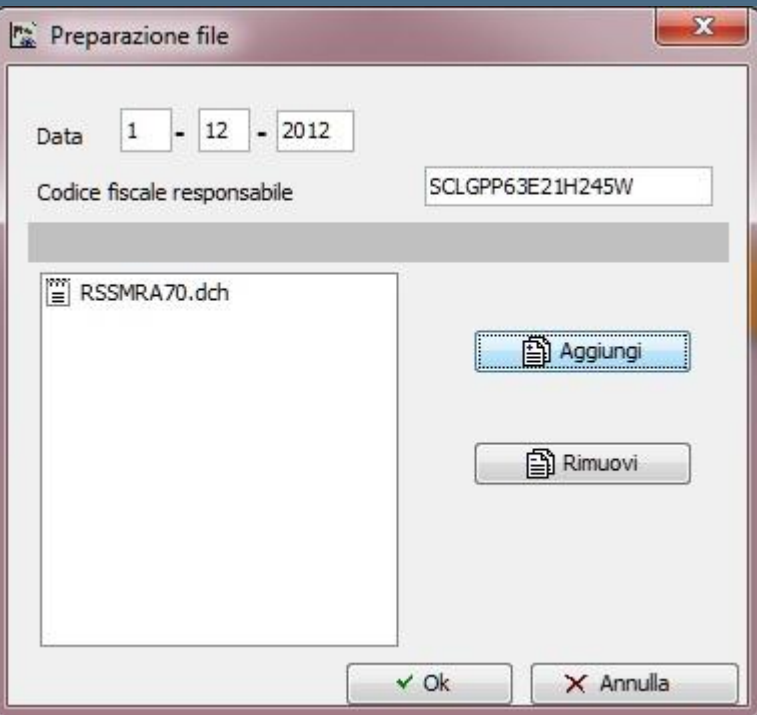 Preparazione file
Data 1 - 12 - 2012
Codice fiscale responsabile SCLGPP63E21H245W
RSSMRA70.dch
Aggiungi
Rimuovi
Ok Annulla